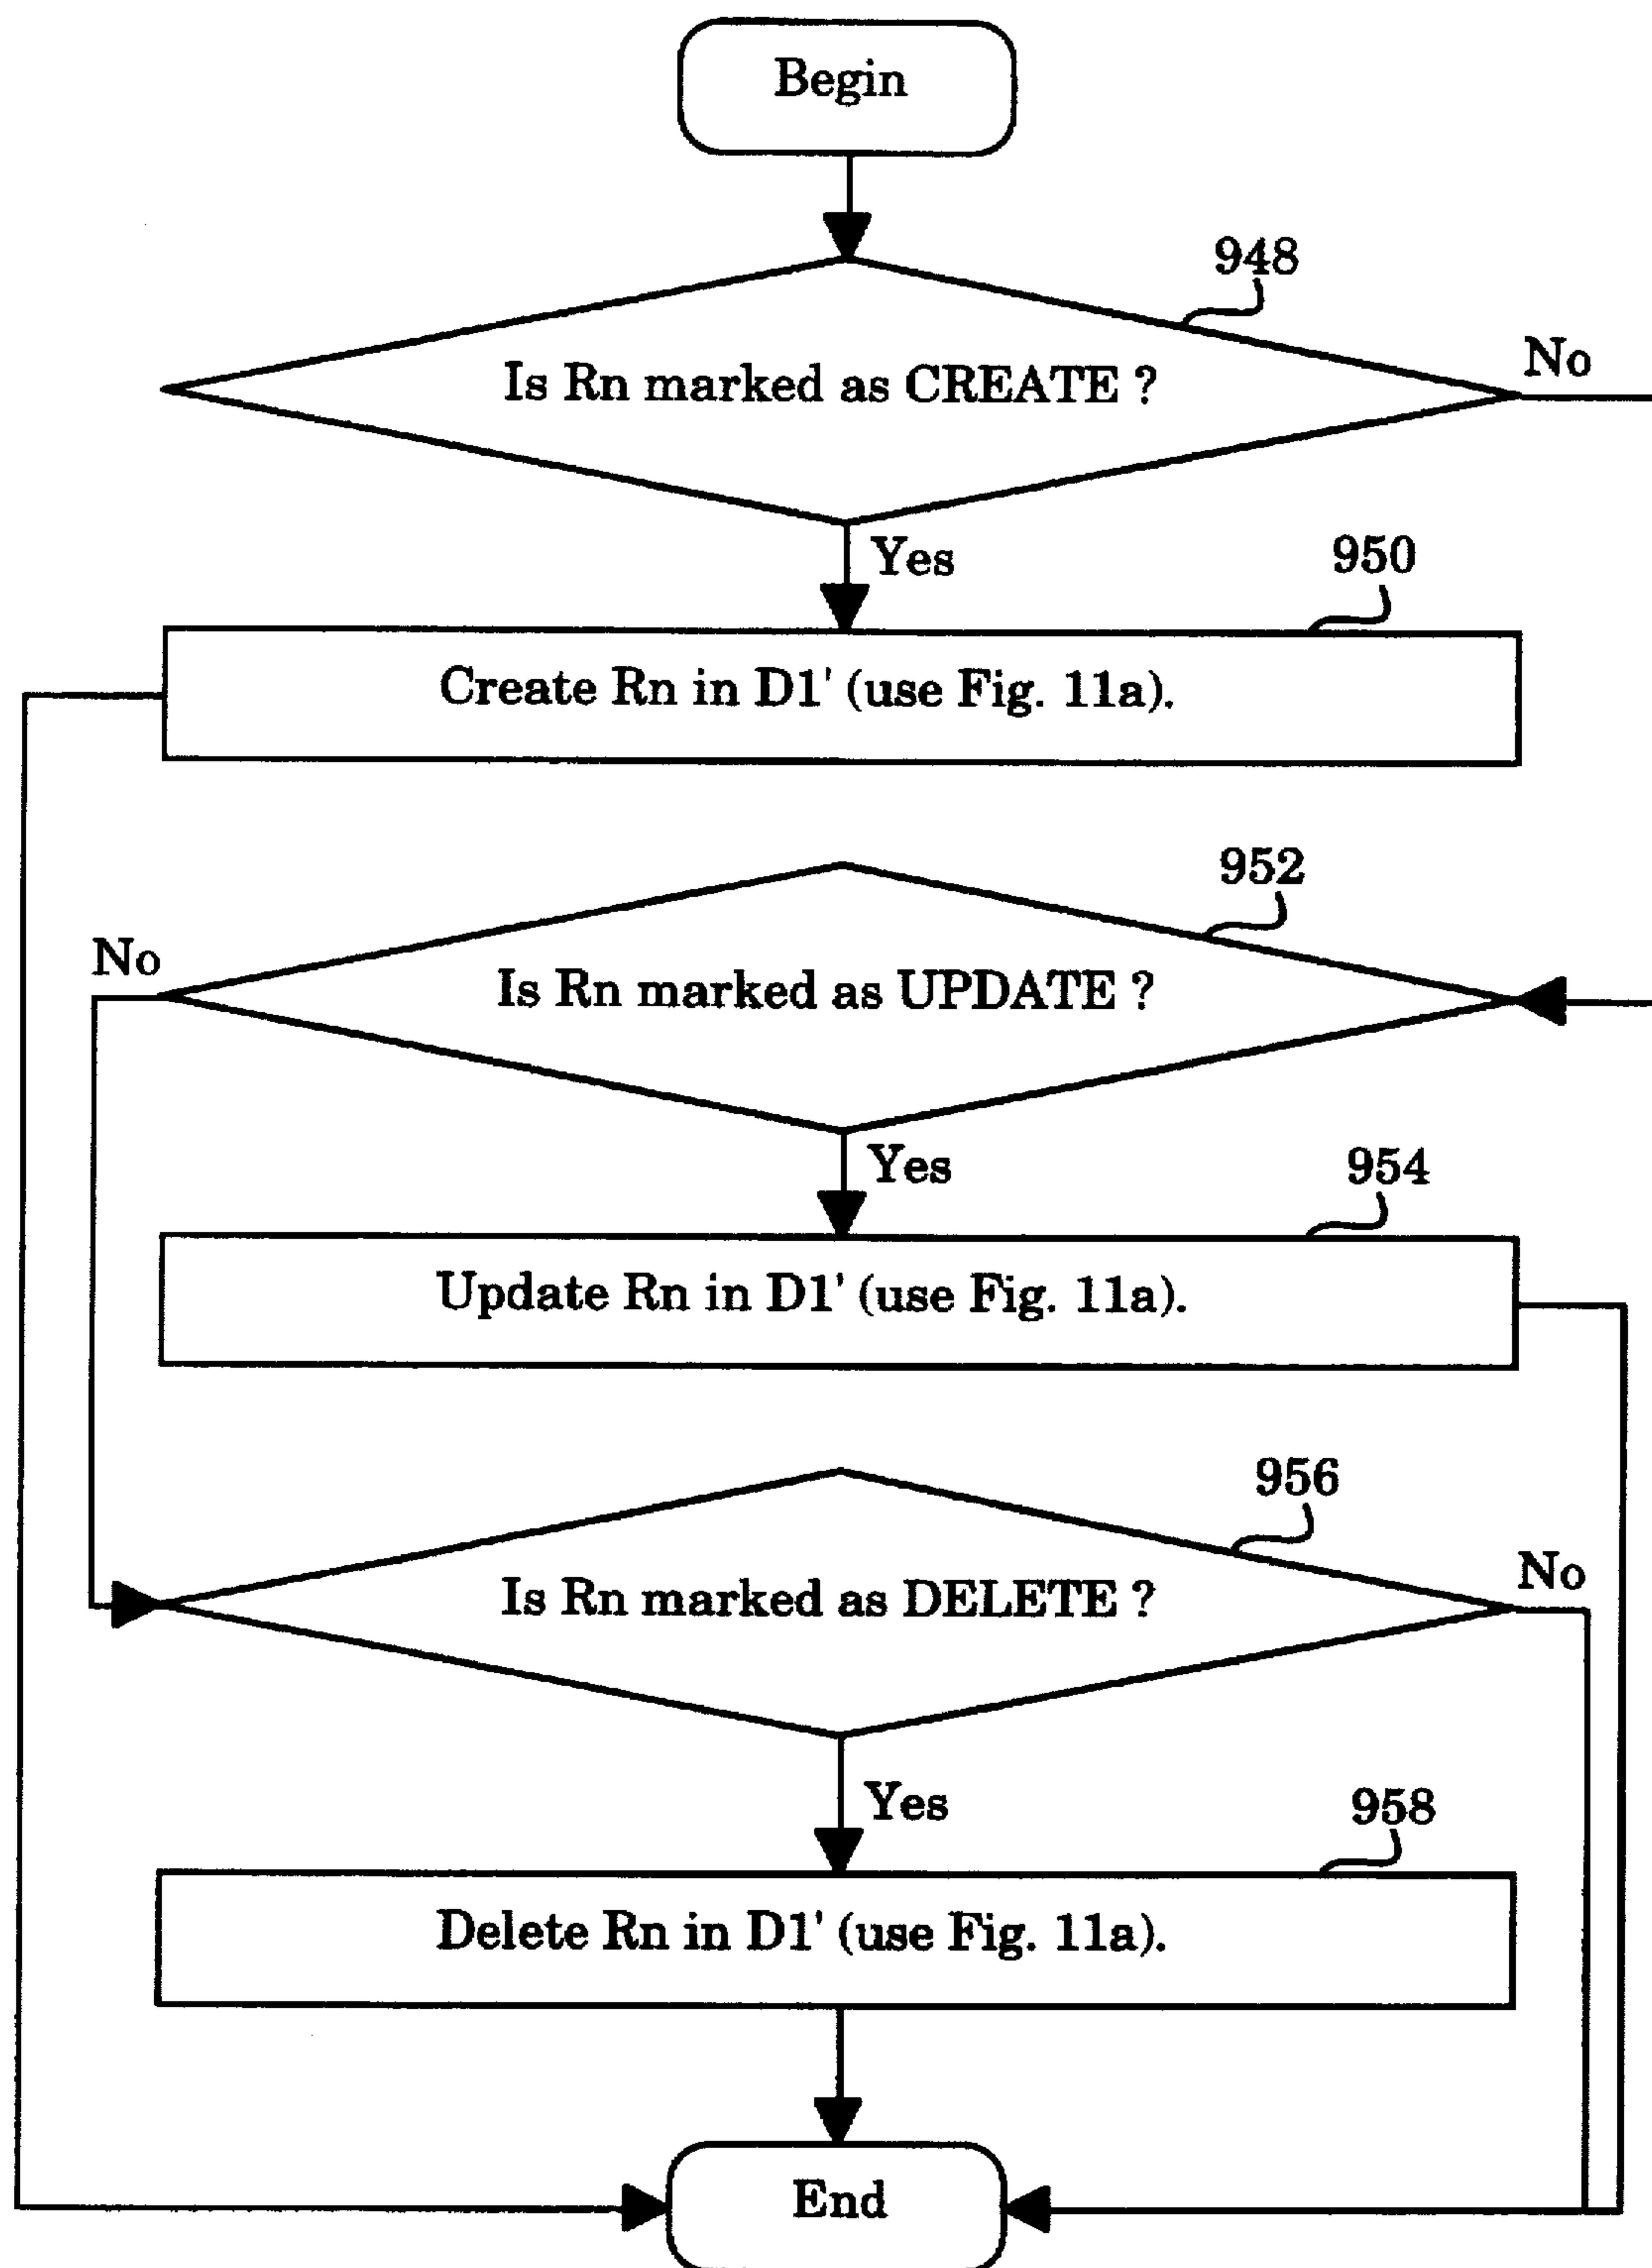 Begin
948
Is Rn marked as CREATE ?
No
Yes
950
Create Rn in D1' (use Fig. 11a).
952
No
Is Rn marked as UPDATE ?
Yes
954
Update Rn in D1' (use Fig. 11a).
956
Is Rn marked as DELETE ?
No
Yes
958
Delete Rn in D1' (use Fig. 11a).
End